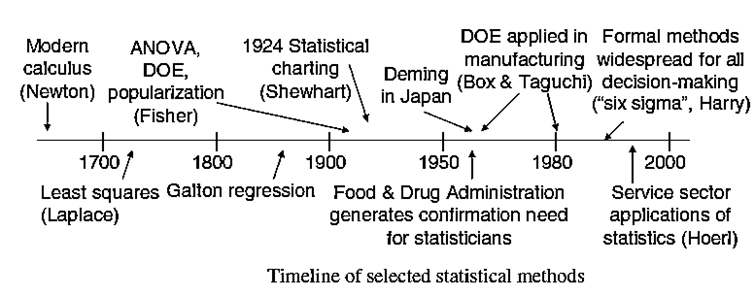 Modern
calculus
(Newton)
ANOVA,
DOE,
popularization
(Fisher)
1924 Statistical
charting
(Shewhart)
Deming
in Japan
DOE applied in
manufacturing
(Box & Taguchi)
Formal methods
widespread for all
decision-making
("six sigma", Harry)
1700
1800
1900
1950
1980
2000
Least squares
(Laplace)
Galton regression
Food & Drug Administration
generates confirmation need
for statisticians
Service sector
applications of
statistics (Hoerl)
Timeline of selected statistical methods